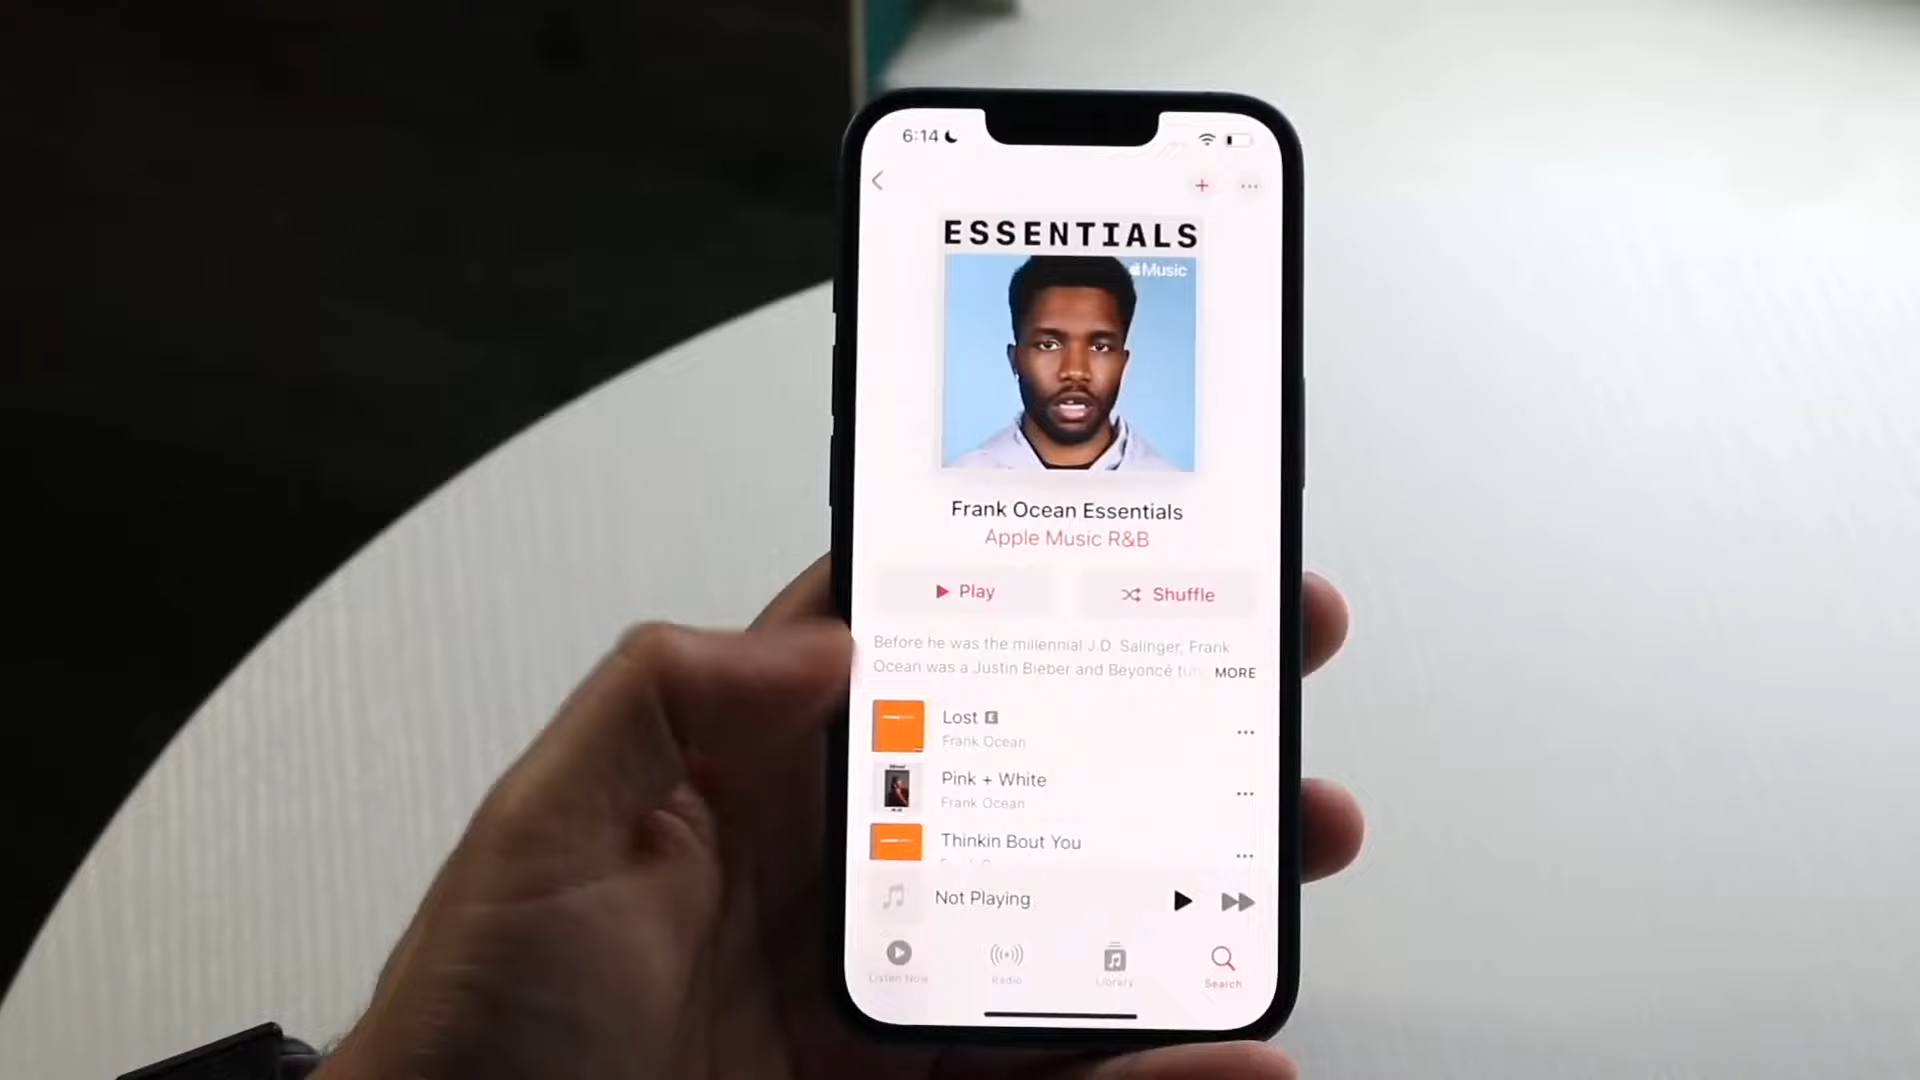 6:14
ESSENTIALS
Music
Frank Ocean Essentials
Apple Music R&B
Play
Shuffle
Before he was the millennial J.D. Salinger, Frank
Ocean was a Justin Bieber and Beyoncé
MORE
Lost E
Frank Ocean
Pink + White
Frank Ocean
Thinkin Bout You
Not Playing
Listen Now
Radio
Library
Search